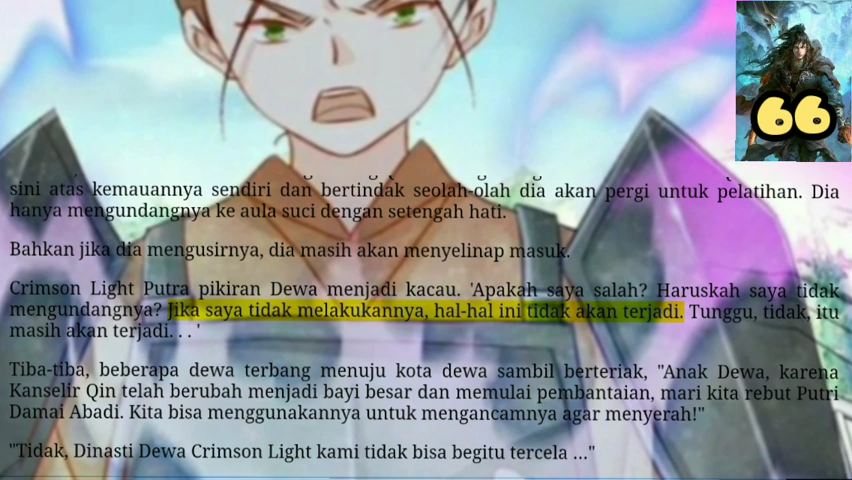 66
sini atas kemauannya sendiri dan bertindak seolah-olah dia akan pergi untuk pelatihan. Dia
hanya mengundangnya ke aula suci dengan setengah hati.
Bahkan jika dia mengusirnya, dia masih akan menyelinap masuk.
Crimson Light Putra pikiran Dewa menjadi kacau. 'Apakah saya salah? Haruskah saya tidak
mengundangnya? Jika saya tidak melakukannya, hal-hal ini tidak akan terjadi. Tunggu, tidak, itu
masih akan terjadi. . . '
Tiba-tiba, beberapa dewa terbang menuju kota dewa sambil berteriak, "Anak Dewa, karena
Kanselir Qin telah berubah menjadi bayi besar dan memulai pembantaian, mari kita rebut Putri
Damai Abadi. Kita bisa menggunakannya untuk mengancamnya agar menyerah!"
"Tidak, Dinasti Dewa Crimson Light kami tidak bisa begitu tercela ..."